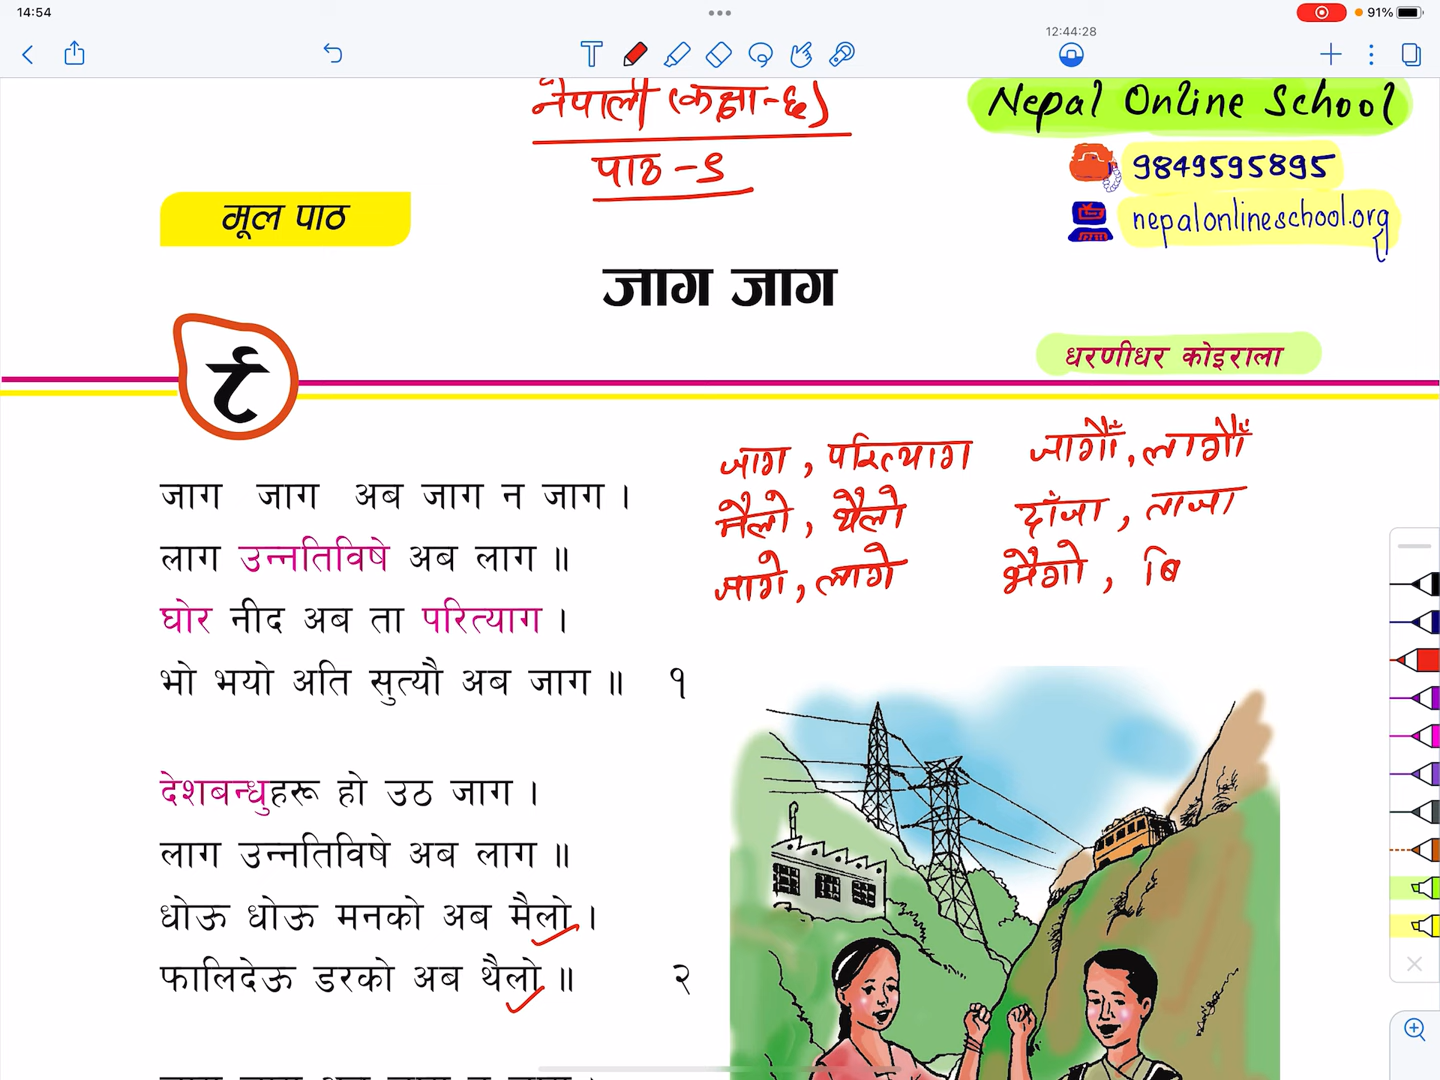 14:54
91%
12:44:28
नेपाली (कक्षा-६)
पाठ-९
Nepal Online School
9849595895
nepalonlineschool.org
मूल पाठ
जाग जाग
९
धरणीधर कोइराला
जाग जाग अब जाग न जाग ।
लाग उन्नतिविषे अब लाग ॥
घोर नीद अब ता परित्याग ।
भो भयो अति सुत्यौ अब जाग ॥ १
देशबन्धुहरू हो उठ जाग ।
लाग उन्नतिविषे अब लाग ॥
धोऊ धोऊ मनको अब मैलो ।
फालिदेऊ डरको अब थैलो ॥ २
जाग, परित्याग जागौँ, लागौँ
मैलो, थैलो दाँजा, ताजा
जागे, लागे भैगो, बि